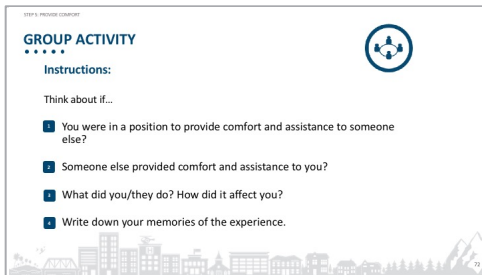 STEP 5: PROVIDE COMFORT
GROUP ACTIVITY
Instructions:
Think about if...
1 You were in a position to provide comfort and assistance to someone
else?
2 Someone else provided comfort and assistance to you?
3 What did you/they do? How did it affect you?
4 Write down your memories of the experience.
72